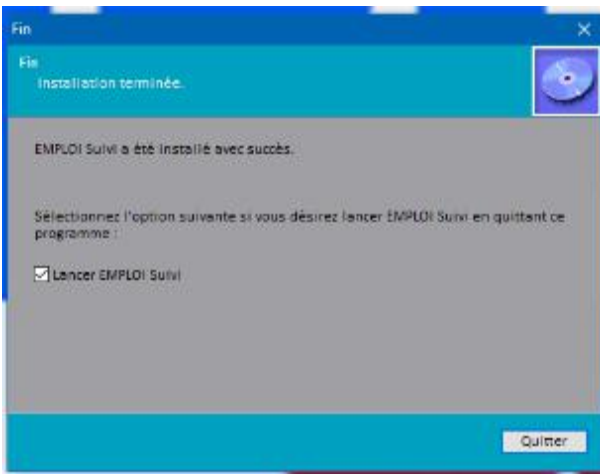 Fin
Fin
Installation terminée.
EMPLOI Suivi a été installé avec succès.
Sélectionnez l'option suivante si vous désirez lancer EMPLOI Suivi en quittant ce
programme :
Lancer EMPLOI Suivi
Quitter